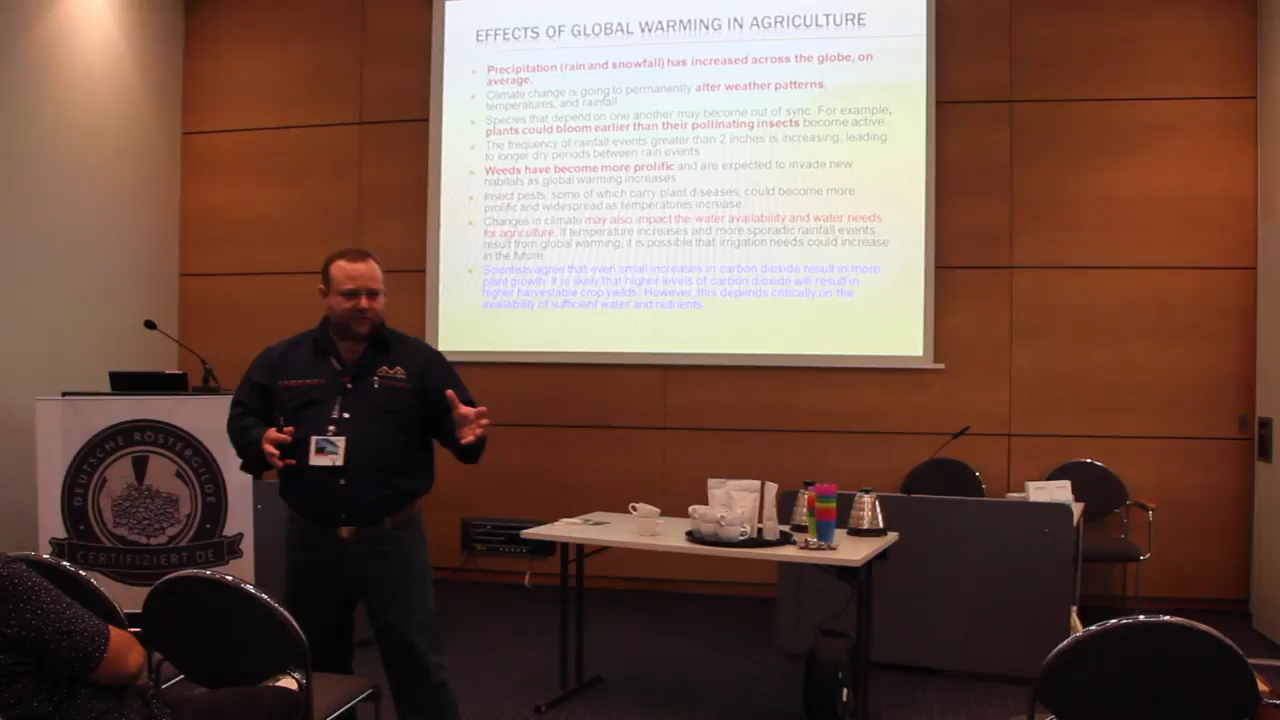 EFFECTS OF GLOBAL WARMING IN AGRICULTURE
Precipitation (rain and snowfall) has increased across the globe, on
average.
Climate change is going to permanently alter weather patterns,
temperatures, and rainfall
Species that depend on one another may become out of sync. For example,
plants could bloom earlier than their pollinating insects become active
The frequency of rainfall events greater than 2 inches is increasing, leading
to longer dry periods between rain events
Weeds have become more prolific and are expected to invade new
habitats as global warming increases
Insect pests, some of which carry plant diseases, could become more
prolific and widespread as temperatures increase
Changes in climate may also impact the water availability and water needs
for agriculture. If temperature increases and more sporadic rainfall events
result from global warming, it is possible that irrigation needs could increase
in the future
Scientists agree that even small increases in carbon dioxide result in more
plant growth. It is likely that higher levels of carbon dioxide will result in
higher harvestable crop yields. However, this depends critically on the
availability of sufficient water and nutrients
DEUTSCHE RÖSTERGILDE
CERTIFIZIERT.DE